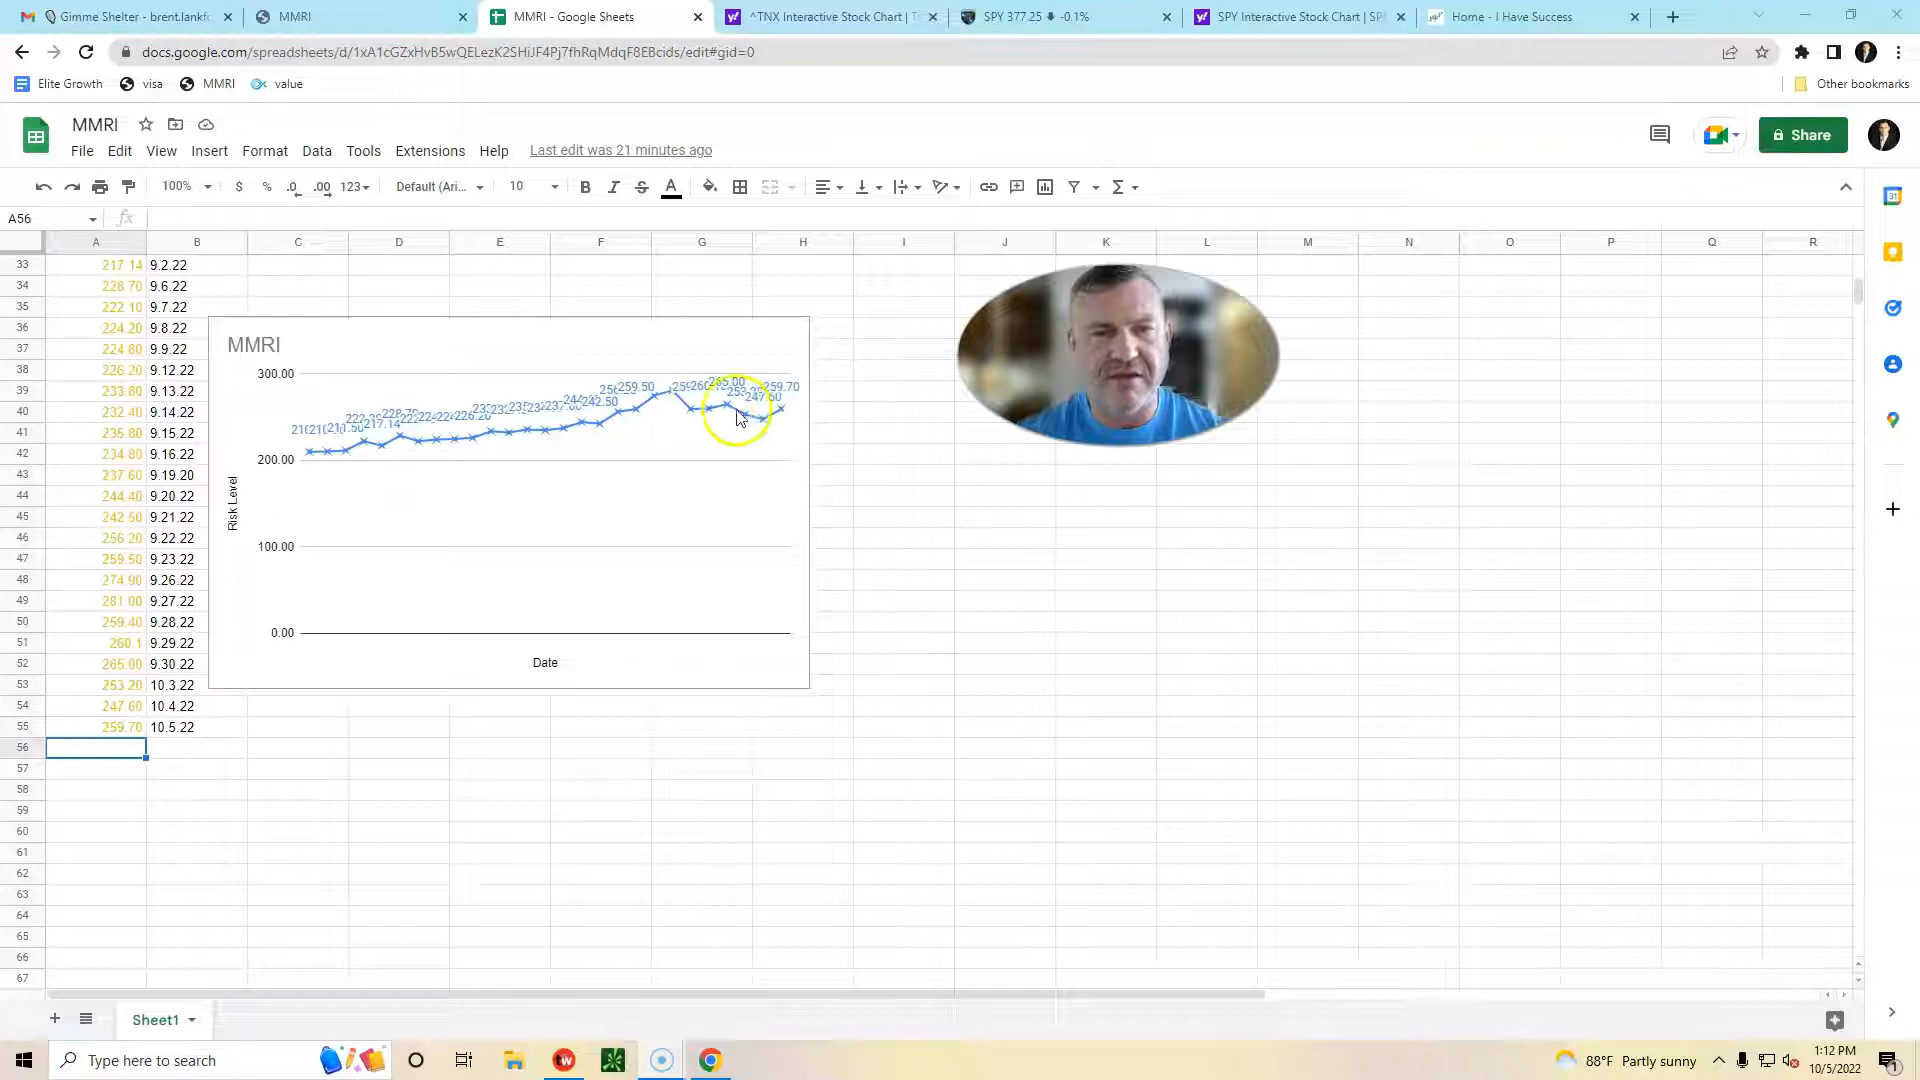 Gmail - brent.lankf
MMRI
MMRI - Google Sheets
^TNX Interactive Stock Chart | T
SPY 377.25 ⬇ -0.1%
SPY Interactive Stock Chart | SP
Home - I Have Success
docs.google.com/spreadsheets/d/1xA1cGZxHvB5wQELezK2SHiJF4Pj7fhRqMdqF8EBcids/edit#gid=0
Elite Growth
visa
MMRI
value
Other bookmarks
MMRI
Share
File Edit View Insert Format Data Tools Extensions Help
Last edit was 21 minutes ago
100% $ % .0 .00 123 Default (Ari... 10 B I S A
A56 fx
A B C D E F G H I J K L M N O P Q R
33 217.14 9.2.22
34 228.70 9.6.22
35 222.10 9.7.22
36 224.20 9.8.22
37 224.80 9.9.22
38 226.20 9.12.22
39 233.80 9.13.22
40 232.40 9.14.22
41 235.80 9.15.22
42 234.80 9.16.22
43 237.60 9.19.20
44 244.40 9.20.22
45 242.50 9.21.22
46 256.20 9.22.22
47 259.50 9.23.22
48 274.90 9.26.22
49 281.00 9.27.22
50 259.40 9.28.22
51 260.1 9.29.22
52 265.00 9.30.22
53 253.20 10.3.22
54 247.60 10.4.22
55 259.70 10.5.22
56
57
58
59
60
61
62
63
64
65
66
67
MMRI
300.00
200.00
100.00
0.00
Risk Level
Date
217.14
226.20
242.50
259.50
265.00
247.60
259.70
Sheet1
Type here to search
88°F Partly sunny
1:12 PM
10/5/2022